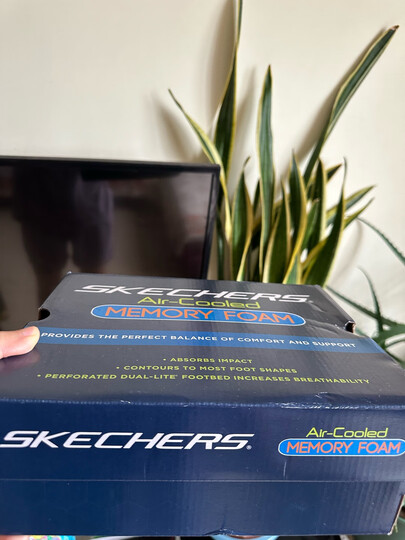 SKECHERS
Air-Cooled
MEMORY FOAM
PROVIDES THE PERFECT BALANCE OF COMFORT AND SUPPORT
• ABSORBS IMPACT
• CONTOURS TO MOST FOOT SHAPES
• PERFORATED DUAL-LITE® FOOTBED INCREASES BREATHABILITY
SKECHERS®
Air-Cooled
MEMORY FOAM